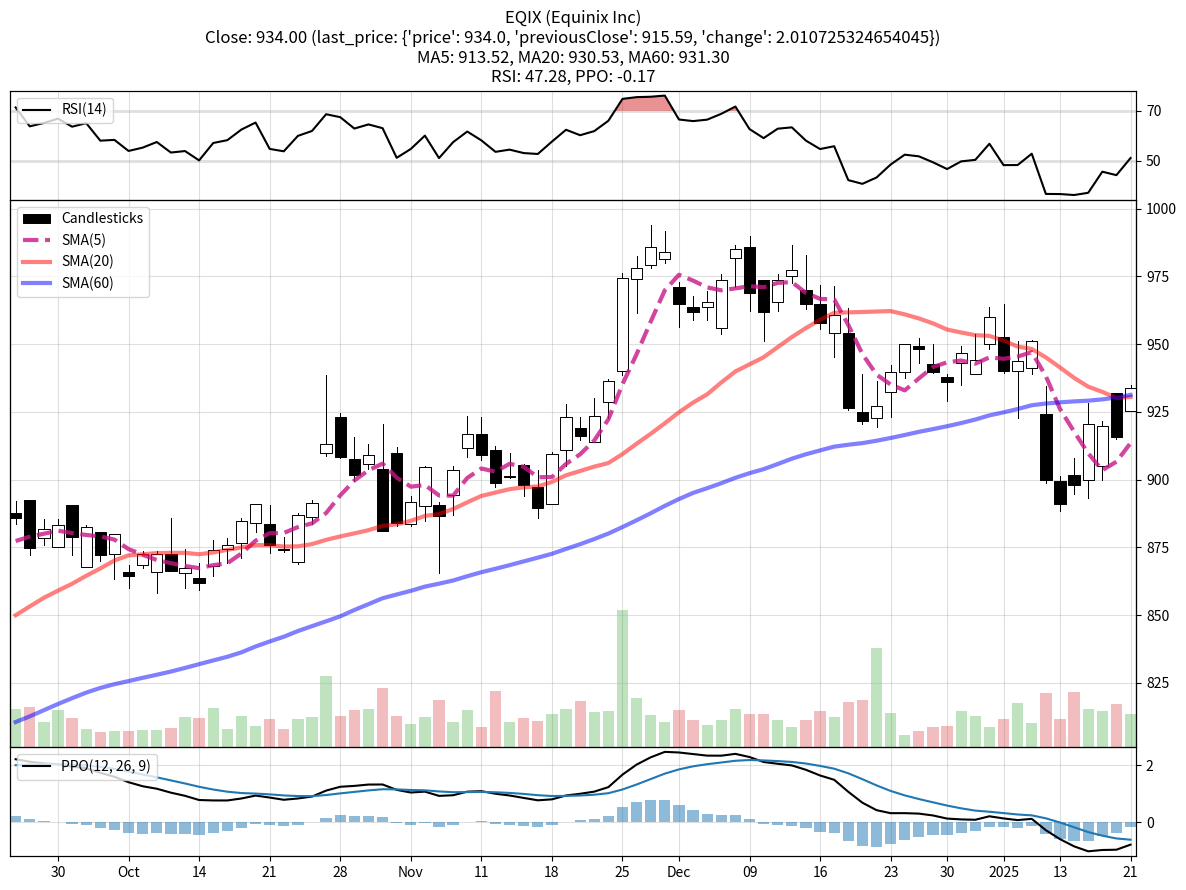 EQIX (Equinix Inc)
Close: 934.00 (last_price: {'price': 934.0, 'previousClose': 915.59, 'change': 2.010725324654045})
MA5: 913.52, MA20: 930.53, MA60: 931.30
RSI: 47.28, PPO: -0.17
RSI(14)
70
50
Candlesticks
SMA(5)
SMA(20)
SMA(60)
1000
975
950
925
900
875
850
825
PPO(12, 26, 9)
2
0
30 Oct 14 21 28 Nov 11 18 25 Dec 09 16 23 30 2025 13 21